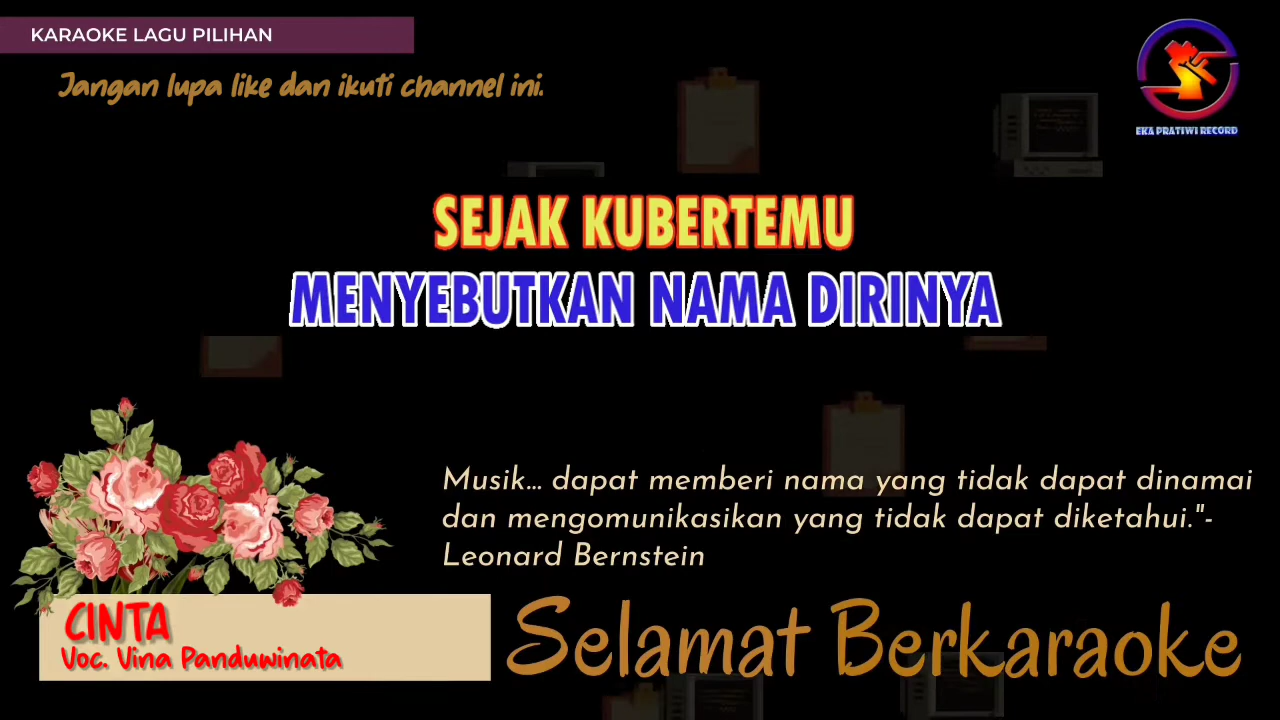 KARAOKE LAGU PILIHAN
Jangan lupa like dan ikuti channel ini.
EKA PRATIWI RECORD
SEJAK KUBERTEMU
MENYEBUTKAN NAMA DIRINYA
Musik... dapat memberi nama yang tidak dapat dinamai
dan mengomunikasikan yang tidak dapat diketahui."-
Leonard Bernstein
CINTA
Voc. Vina Panduwinata
Selamat Berkaraoke